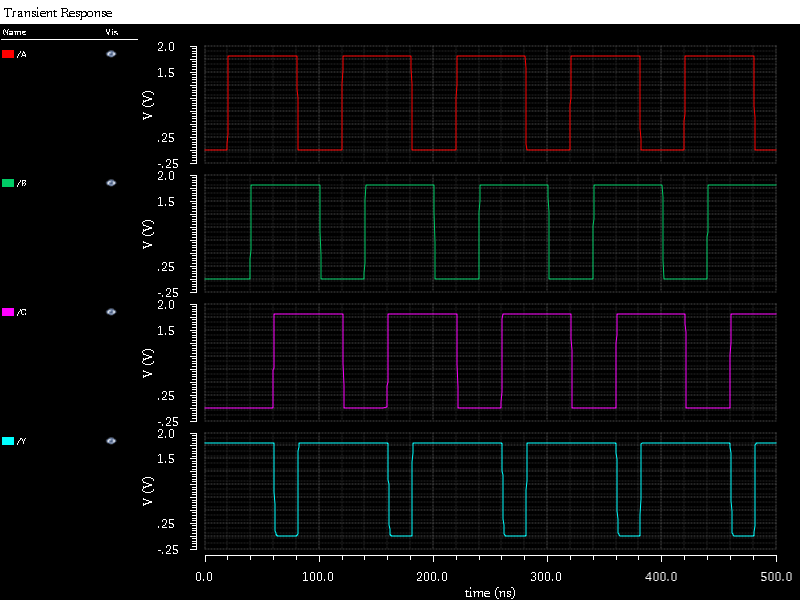 Transient Response
Name Vis
/A
2.0
1.5
.25
-.25
V (V)
/B
2.0
1.5
.25
-.25
V (V)
/C
2.0
1.5
.25
-.25
V (V)
/Y
2.0
1.5
.25
-.25
V (V)
0.0 100.0 200.0 300.0 400.0 500.0
time (ns)